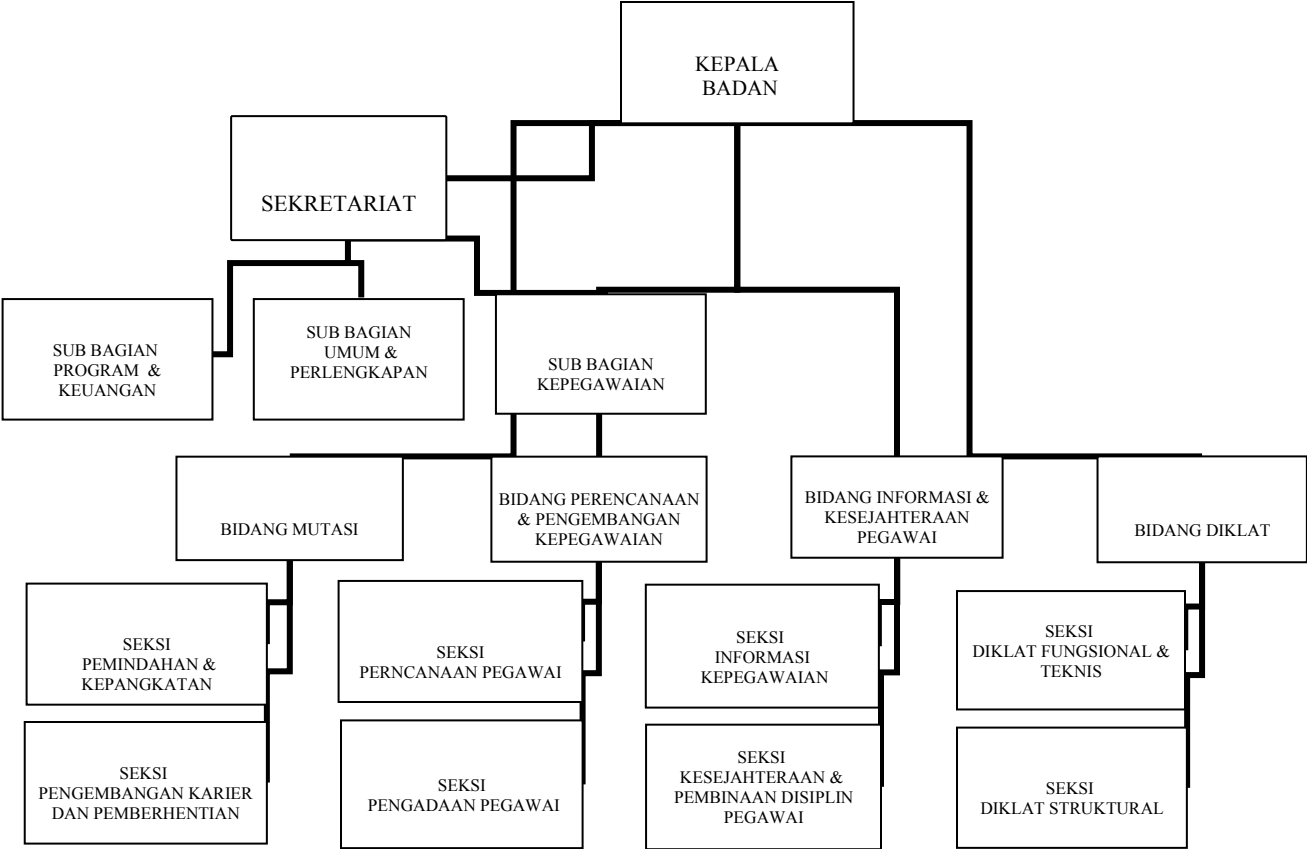 KEPALA
BADAN
SEKRETARIAT
SUB BAGIAN
PROGRAM & 
KEUANGAN
SUB BAGIAN
UMUM &
PERLENGKAPAN
SUB BAGIAN
KEPEGAWAIAN
BIDANG MUTASI
BIDANG PERENCANAAN
& PENGEMBANGAN
KEPEGAWAIAN
BIDANG INFORMASI &
KESEJAHTERAAN
PEGAWAI
BIDANG DIKLAT
SEKSI
PEMINDAHAN &
KEPANGKATAN
SEKSI
PERNCANAAN PEGAWAI
SEKSI
INFORMASI
KEPEGAWAIAN
SEKSI
DIKLAT FUNGSIONAL &
TEKNIS
SEKSI
PENGEMBANGAN KARIER
DAN PEMBERHENTIAN
SEKSI
PENGADAAN PEGAWAI
SEKSI
KESEJAHTERAAN &
PEMBINAAN DISIPLIN
PEGAWAI
SEKSI
DIKLAT STRUKTURAL